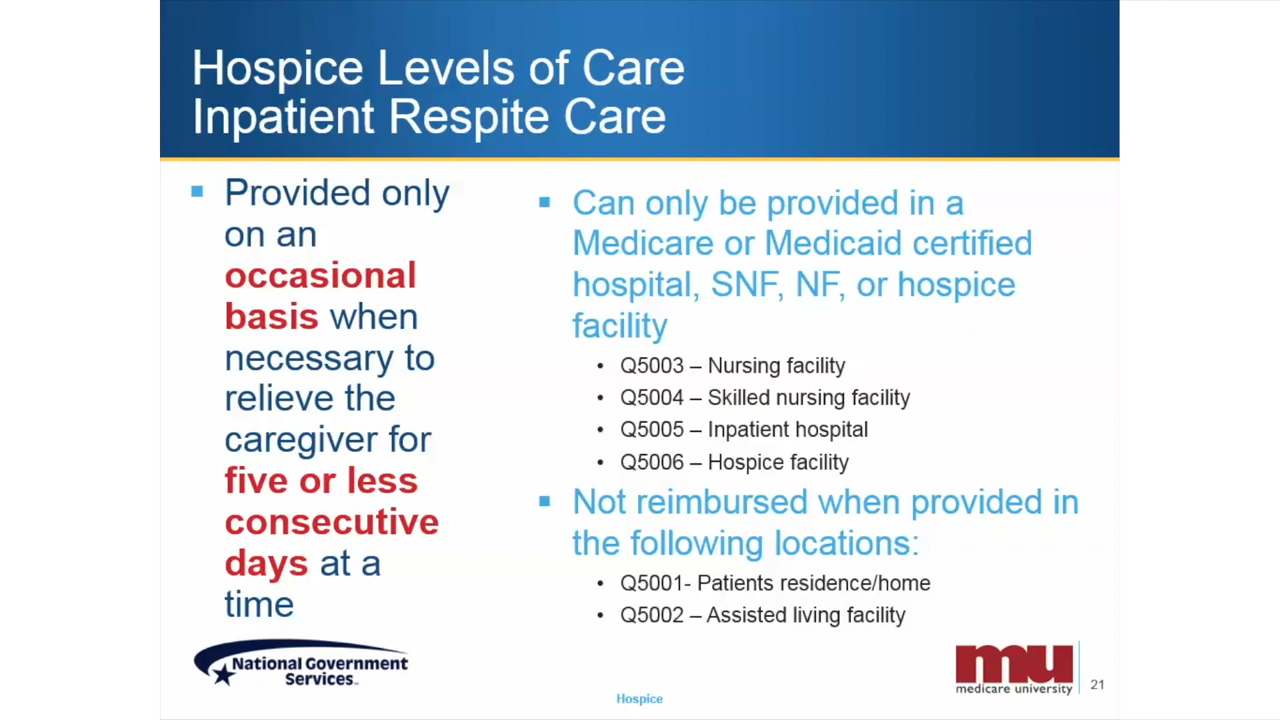 Hospice Levels of Care
Inpatient Respite Care
▪ Provided only
on an
occasional
basis when
necessary to
relieve the
caregiver for
five or less
consecutive
days at a
time
▪ Can only be provided in a
Medicare or Medicaid certified
hospital, SNF, NF, or hospice
facility
• Q5003 – Nursing facility
• Q5004 – Skilled nursing facility
• Q5005 – Inpatient hospital
• Q5006 – Hospice facility
▪ Not reimbursed when provided in
the following locations:
• Q5001- Patients residence/home
• Q5002 – Assisted living facility
National Government
Services
Hospice
mu
medicare university
21